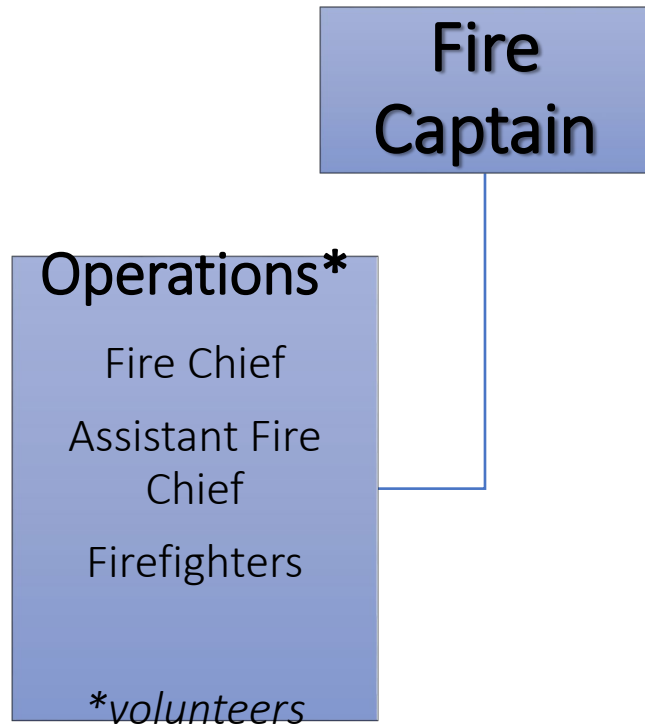 Fire
Captain
Operations*
Fire Chief
Assistant Fire
Chief
Firefighters
*volunteers